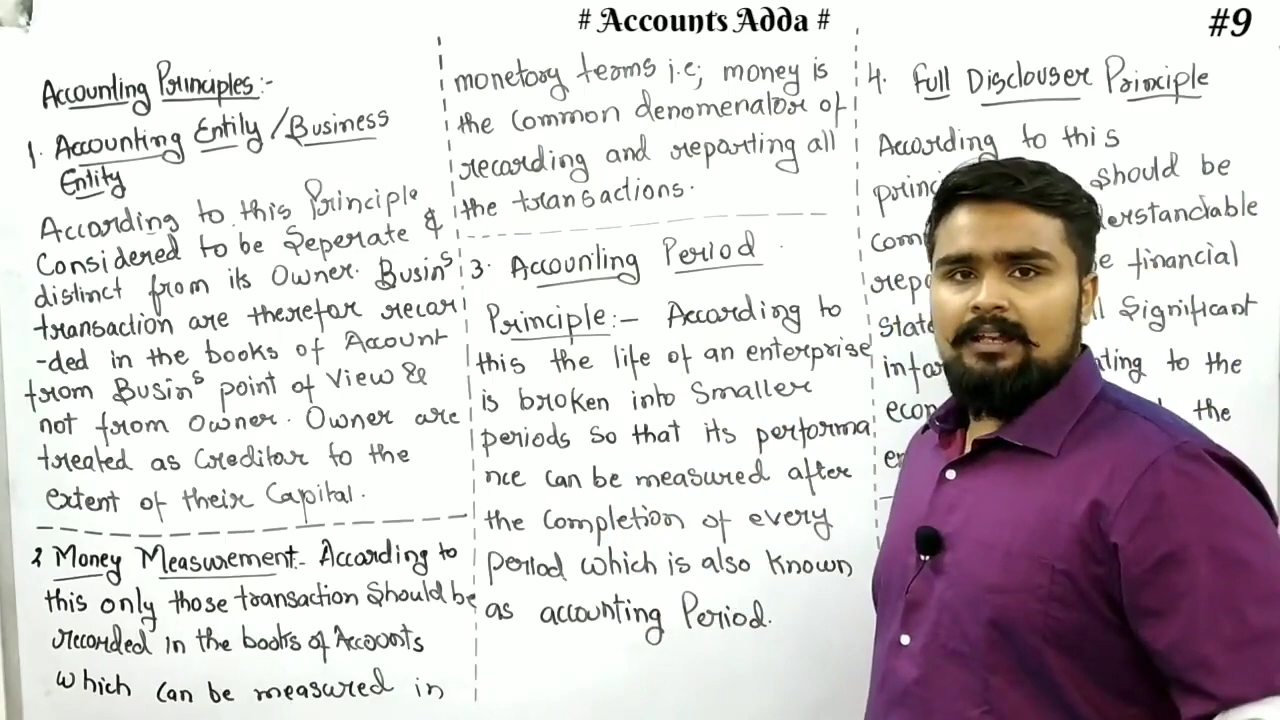 # Accounts Adda #
#9
Accounting Principles:-
1. Accounting Entity / Business
Entity
According to this Principle
Considered to be Seperate &
distinct from its Owner. Busins
transaction are therefor recor
-ded in the books of Account
from Busins point of View &
not from Owner. Owner are
treated as Creditor to the
extent of their Capital.
2 Money Measurement:- According to
this only those transaction should be
recorded in the books of Accounts
which can be measured in
monetory terms i.e; money is
the common denomenator of
recording and reporting all
the transactions.
3. Accounting Period
Principle:- According to
this the life of an enterprise
is broken into Smaller
periods so that its performa
nce can be measured after
the completion of every
period which is also known
as accounting Period.
4. Full Disclouser Principle
According to this
should be
financial
Significant
to the
the